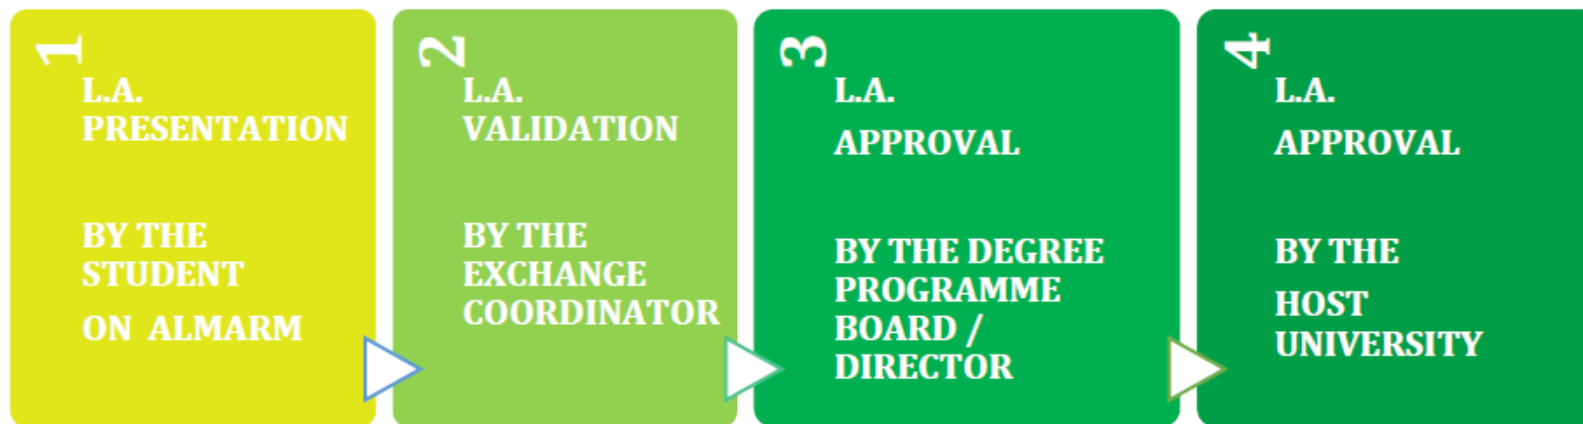 1
L.A.
PRESENTATION
BY THE
STUDENT
ON ALMARM
2
L.A.
VALIDATION
BY THE
EXCHANGE
COORDINATOR
3
L.A.
APPROVAL
BY THE DEGREE
PROGRAMME
BOARD /
DIRECTOR
4
L.A.
APPROVAL
BY THE
HOST
UNIVERSITY